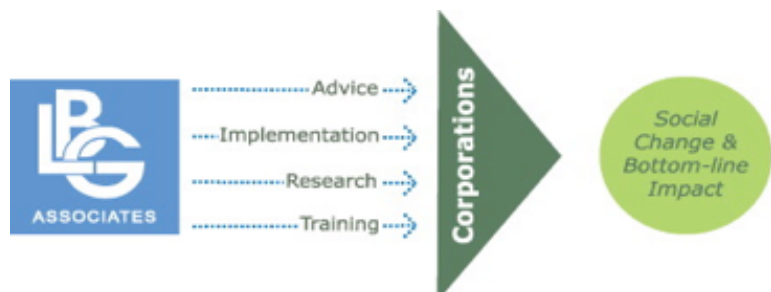 LBG
ASSOCIATES
Advice
Implementation
Research
Training
Corporations
Social
Change &
Bottom-line
Impact